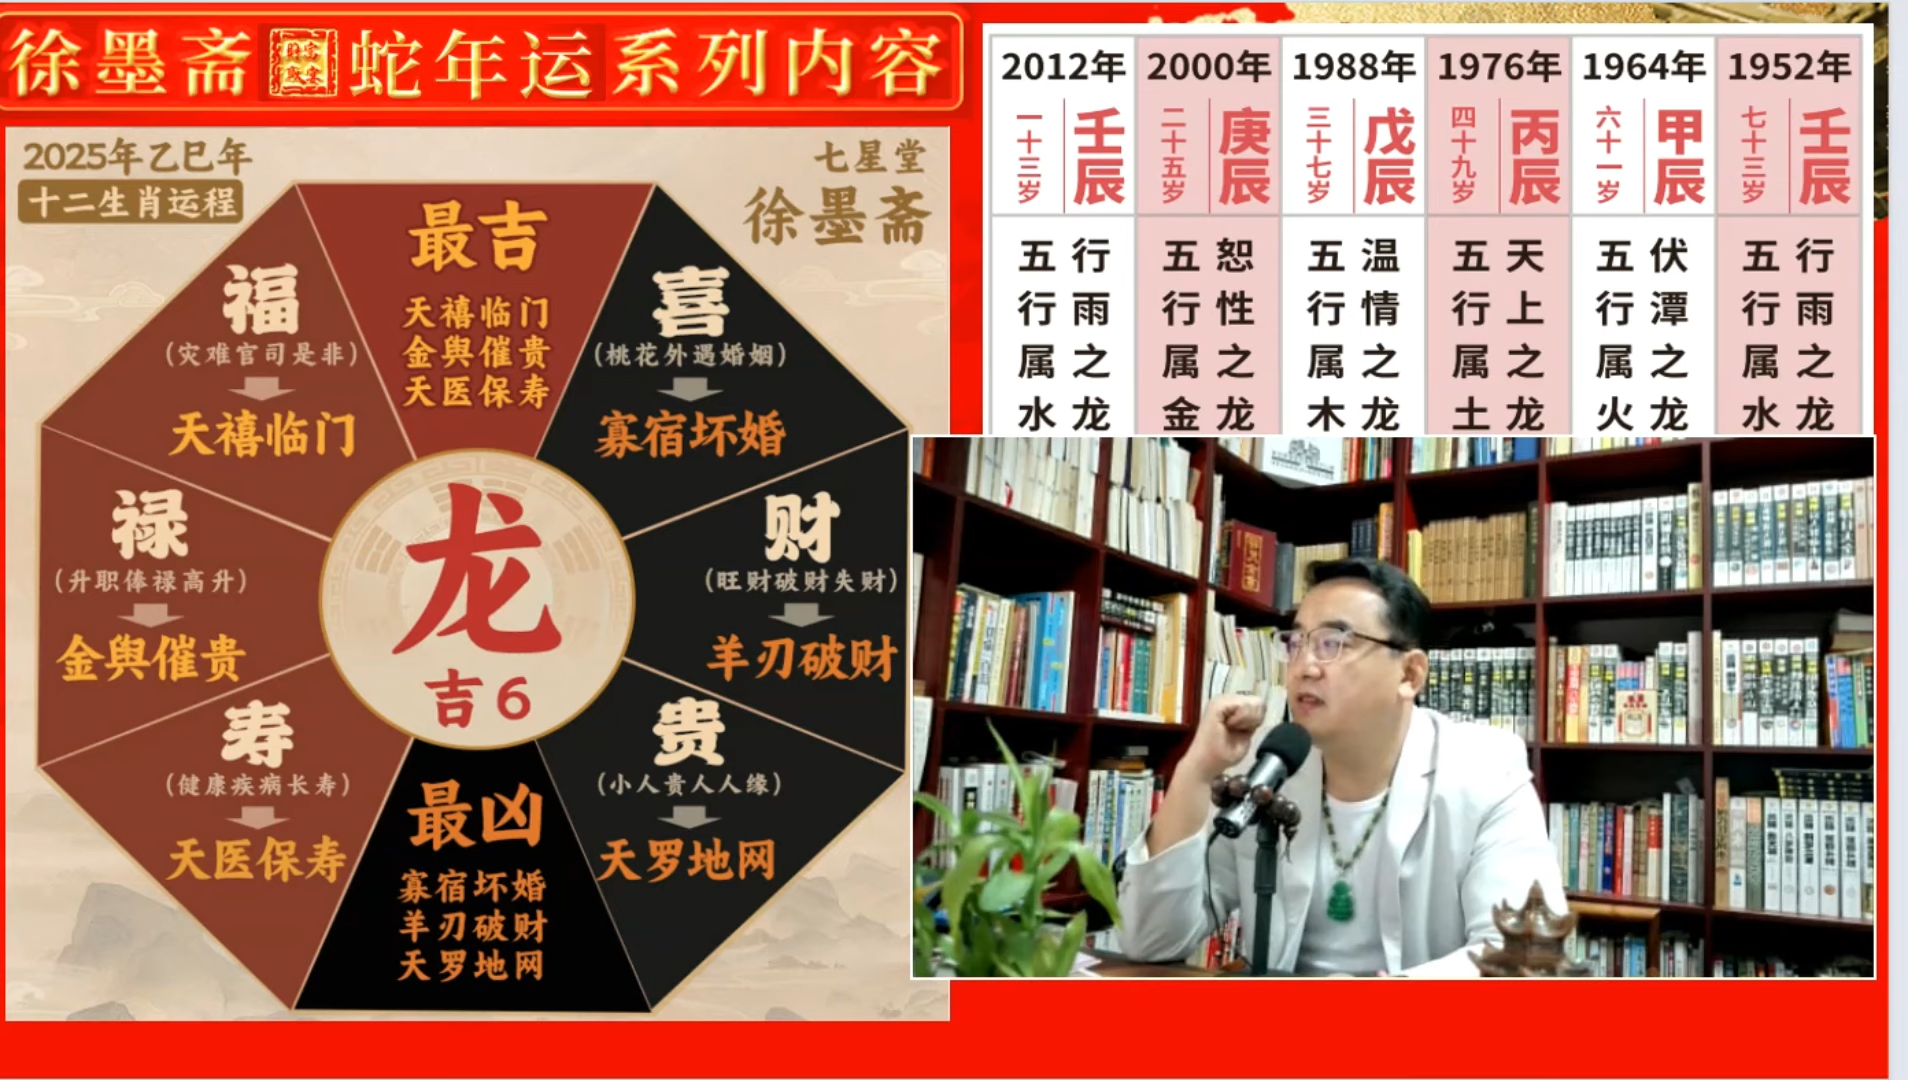 徐墨斋 蛇年运系列内容
2025年乙巳年
十二生肖运程
七星堂
徐墨斋
最吉
天禧临门
金舆催贵
天医保寿
福
(灾难官司是非)
天禧临门
喜
(桃花外遇婚姻)
寡宿坏婚
禄
(升职俸禄高升)
金舆催贵
财
(旺财破财失财)
羊刃破财
龙
吉6
寿
(健康疾病长寿)
天医保寿
贵
(小人贵人人缘)
天罗地网
最凶
寡宿坏婚
羊刃破财
天罗地网
2012年
壬辰
一十三岁
行雨之龙
五行属水
2000年
庚辰
二十五岁
恕性之龙
五行属金
1988年
戊辰
三十七岁
温情之龙
五行属木
1976年
丙辰
四十九岁
天上之龙
五行属土
1964年
甲辰
六十一岁
伏潭之龙
五行属火
1952年
壬辰
七十三岁
行雨之龙
五行属水